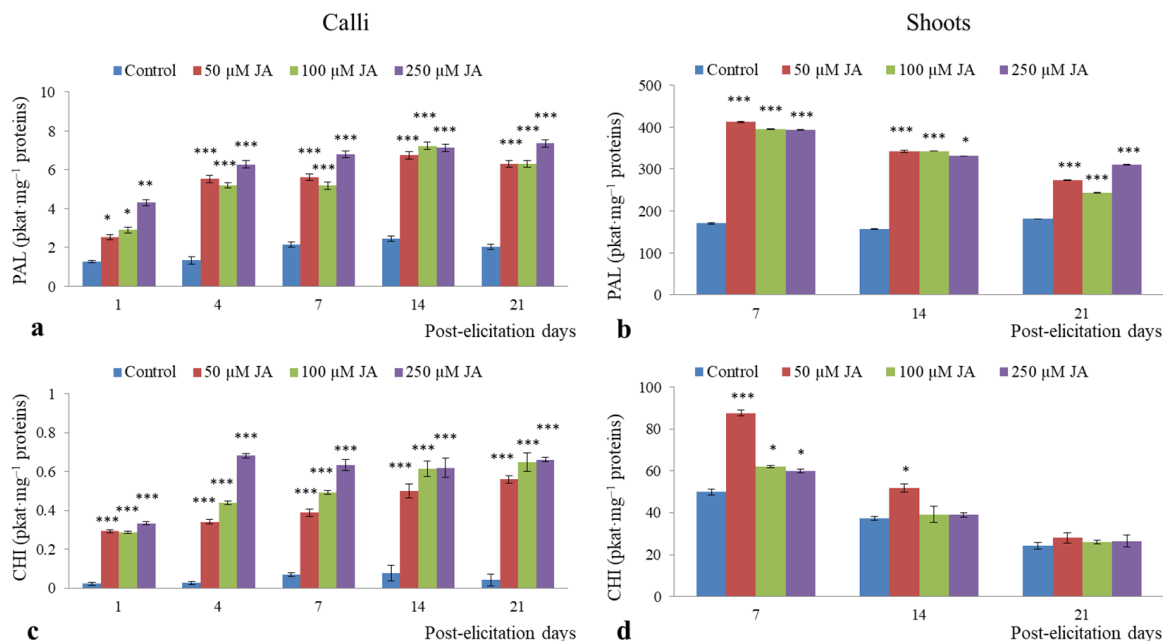 Calli
Shoots
Control 50 μM JA 100 μM JA 250 μM JA
PAL (pkat·mg⁻¹ proteins)
10
8
6
4
2
0
* * **
*** *** ***
*** *** ***
*** *** ***
*** *** ***
1 4 7 14 21
a
Post-elicitation days
Control 50 μM JA 100 μM JA 250 μM JA
PAL (pkat·mg⁻¹ proteins)
500
400
300
200
100
0
*** *** ***
*** *** *
*** *** ***
7 14 21
b
Post-elicitation days
Control 50 μM JA 100 μM JA 250 μM JA
CHI (pkat·mg⁻¹ proteins)
1
0.8
0.6
0.4
0.2
0
*** *** ***
*** *** ***
*** *** ***
*** *** ***
*** *** ***
1 4 7 14 21
c
Post-elicitation days
Control 50 μM JA 100 μM JA 250 μM JA
CHI (pkat·mg⁻¹ proteins)
100
80
60
40
20
0
*** * *
*
7 14 21
d
Post-elicitation days